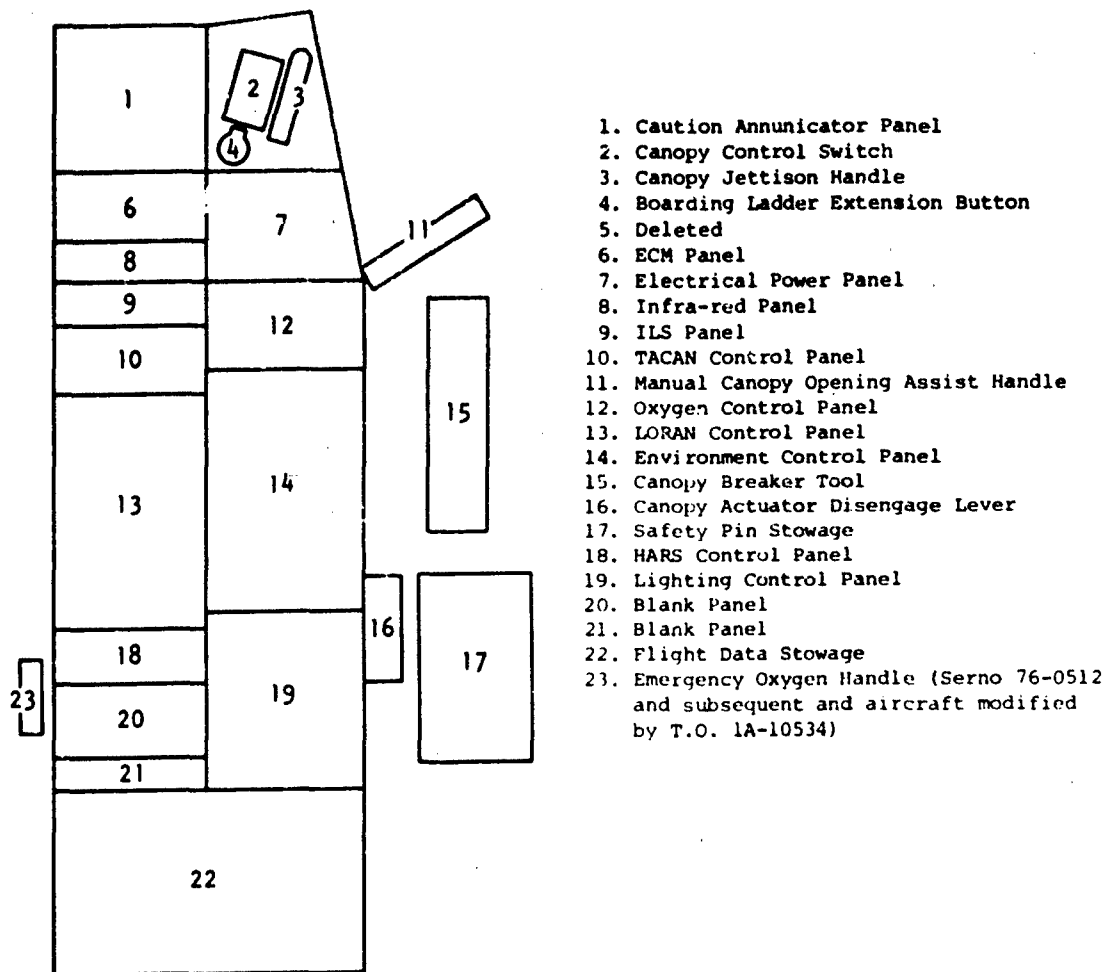 1
2
3
4
6
7
8
9
10
11
12
13
14
15
16
17
18
19
20
21
22
23
1. Caution Annunicator Panel
2. Canopy Control Switch
3. Canopy Jettison Handle
4. Boarding Ladder Extension Button
5. Deleted
6. ECM Panel
7. Electrical Power Panel
8. Infra-red Panel
9. ILS Panel
10. TACAN Control Panel
11. Manual Canopy Opening Assist Handle
12. Oxygen Control Panel
13. LORAN Control Panel
14. Environment Control Panel
15. Canopy Breaker Tool
16. Canopy Actuator Disengage Lever
17. Safety Pin Stowage
18. HARS Control Panel
19. Lighting Control Panel
20. Blank Panel
21. Blank Panel
22. Flight Data Stowage
23. Emergency Oxygen Handle (Serno 76-0512
and subsequent and aircraft modified
by T.O. 1A-10534)